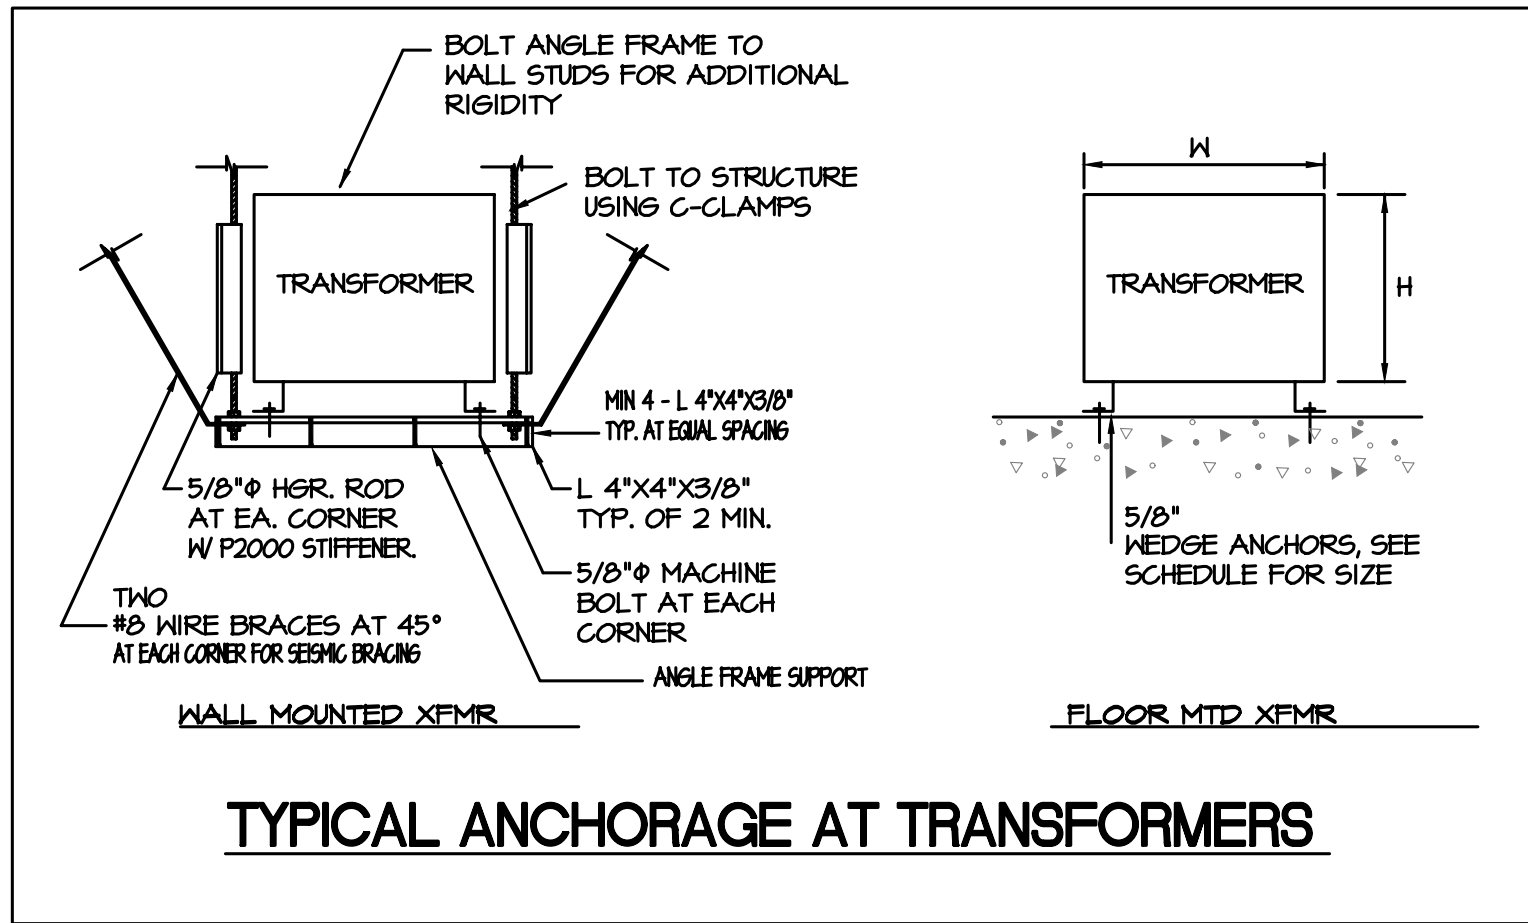 BOLT ANGLE FRAME TO
WALL STUDS FOR ADDITIONAL
RIGIDITY
BOLT TO STRUCTURE
USING C-CLAMPS
TRANSFORMER
MIN 4 - L 4"X4"X3/8"
TYP. AT EQUAL SPACING
5/8"Φ HGR. ROD
AT EA. CORNER
W/ P2000 STIFFENER.
L 4"X4"X3/8"
TYP. OF 2 MIN.
5/8"Φ MACHINE
BOLT AT EACH
CORNER
TWO
#8 WIRE BRACES AT 45°
AT EACH CORNER FOR SEISMIC BRACING
ANGLE FRAME SUPPORT
WALL MOUNTED XFMR
W
TRANSFORMER
H
5/8"
WEDGE ANCHORS, SEE
SCHEDULE FOR SIZE
FLOOR MTD XFMR
TYPICAL ANCHORAGE AT TRANSFORMERS